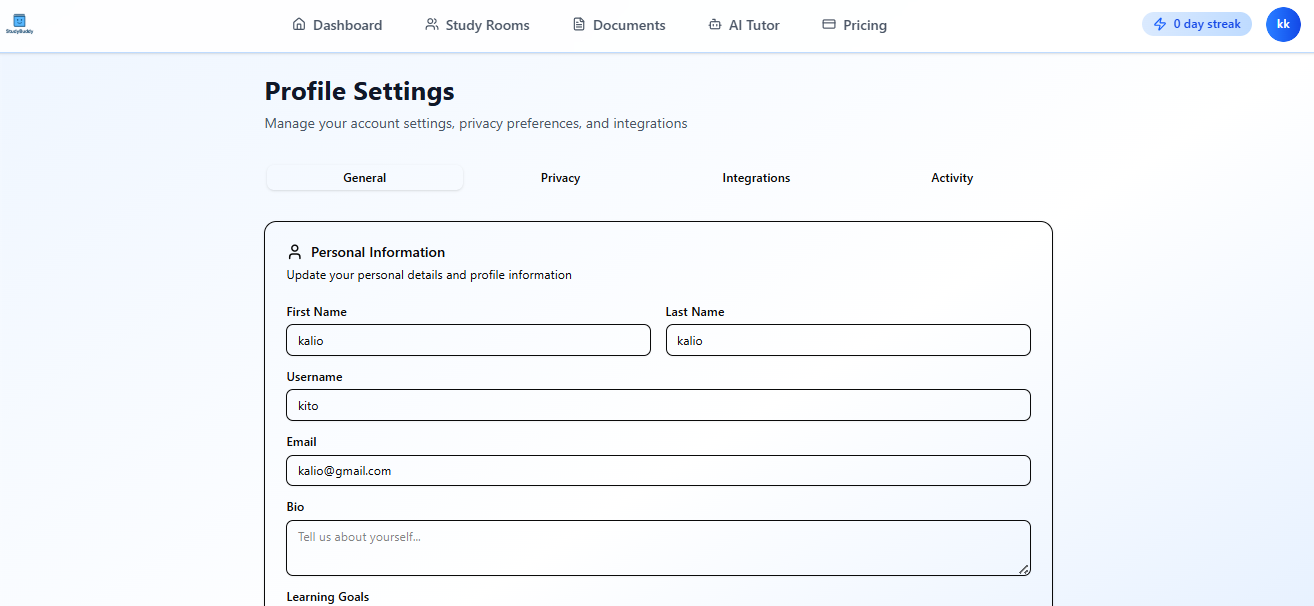 StudyBuddy
Dashboard
Study Rooms
Documents
AI Tutor
Pricing
0 day streak
kk
Profile Settings
Manage your account settings, privacy preferences, and integrations
General
Privacy
Integrations
Activity
Personal Information
Update your personal details and profile information
First Name
Last Name
kalio
kalio
Username
kito
Email
kalio@gmail.com
Bio
Tell us about yourself...
Learning Goals